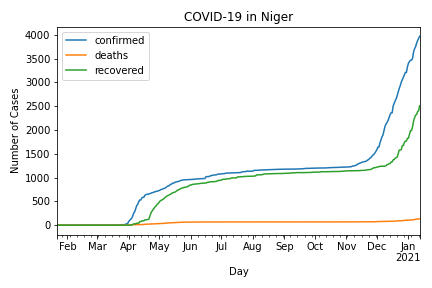 COVID-19 in Niger
confirmed
deaths
recovered
Number of Cases
4000
3500
3000
2500
2000
1500
1000
500
0
Feb Mar Apr May Jun Jul Aug Sep Oct Nov Dec Jan
2021
Day